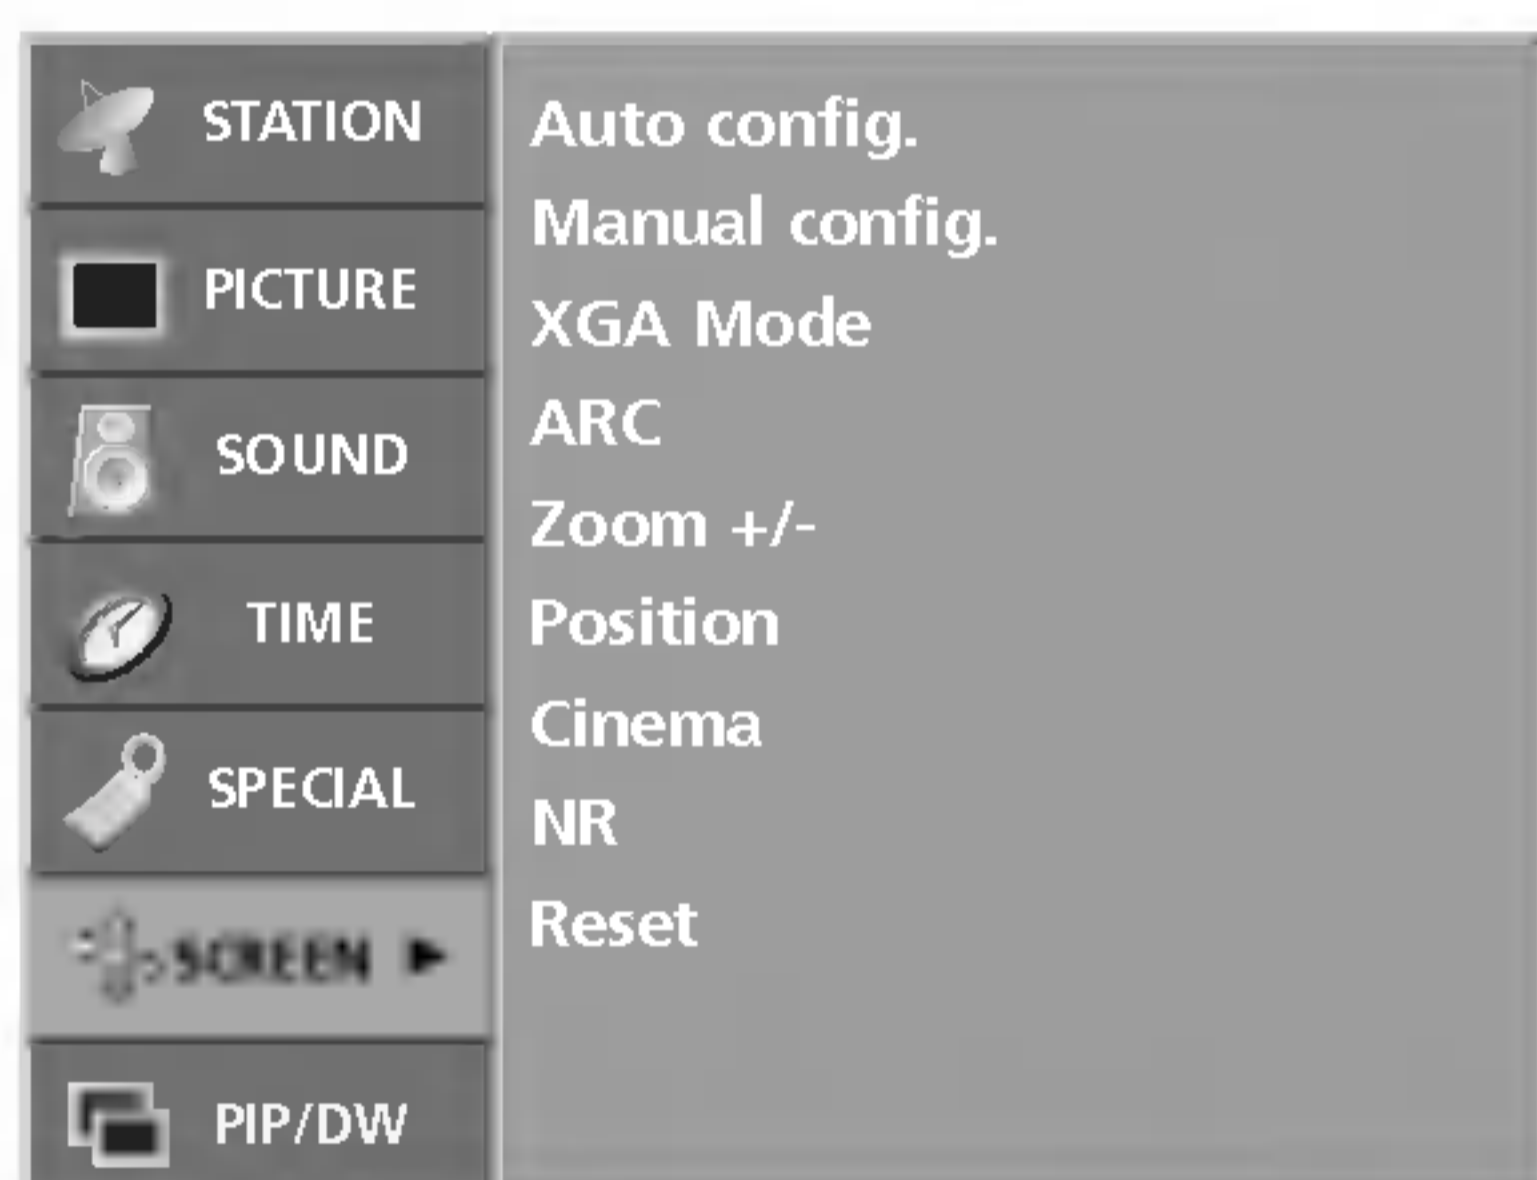 STATION
PICTURE
SOUND
TIME
SPECIAL
SCREEN ►
PIP/DW
Auto config.
Manual config.
XGA Mode
ARC
Zoom +/-
Position
Cinema
NR
Reset